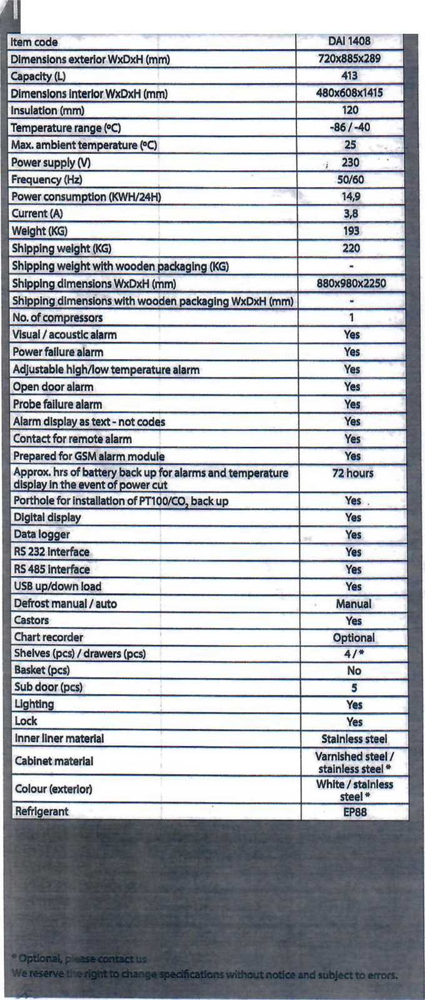 Item code DAI 1408
Dimensions exterior WxDxH (mm) 720x885x289
Capacity (L) 413
Dimensions interior WxDxH (mm) 480x608x1415
Insulation (mm) 120
Temperature range (ºC) -86 / -40
Max. ambient temperature (ºC) 25
Power supply (V) 230
Frequency (Hz) 50/60
Power consumption (KWH/24H) 14,9
Current (A) 3,8
Weight (KG) 193
Shipping weight (KG) 220
Shipping weight with wooden packaging (KG) -
Shipping dimensions WxDxH (mm) 880x980x2250
Shipping dimensions with wooden packaging WxDxH (mm) -
No. of compressors 1
Visual / acoustic alarm Yes
Power failure alarm Yes
Adjustable high/low temperature alarm Yes
Open door alarm Yes
Probe failure alarm Yes
Alarm display as text - not codes Yes
Contact for remote alarm Yes
Prepared for GSM alarm module Yes
Approx. hrs of battery back up for alarms and temperature 72 hours
display in the event of power cut
Porthole for installation of PT100/CO₂ back up Yes
Digital display Yes
Data logger Yes
RS 232 interface Yes
RS 485 interface Yes
USB up/down load Yes
Defrost manual / auto Manual
Castors Yes
Chart recorder Optional
Shelves (pcs) / drawers (pcs) 4 / *
Basket (pcs) No
Sub door (pcs) 5
Lighting Yes
Lock Yes
Inner liner material Stainless steel
Cabinet material Varnished steel /
stainless steel *
Colour (exterior) White / stainless
steel *
Refrigerant EP88
* Optional, please contact us
We reserve the right to change specifications without notice and subject to errors.